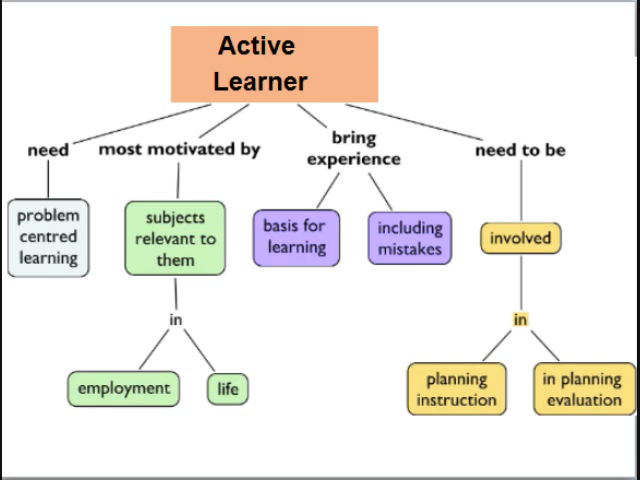 Active
Learner
need
most motivated by
bring
experience
need to be
problem
centred
learning
subjects
relevant to
them
basis for
learning
including
mistakes
involved
in
in
employment
life
planning
instruction
in planning
evaluation